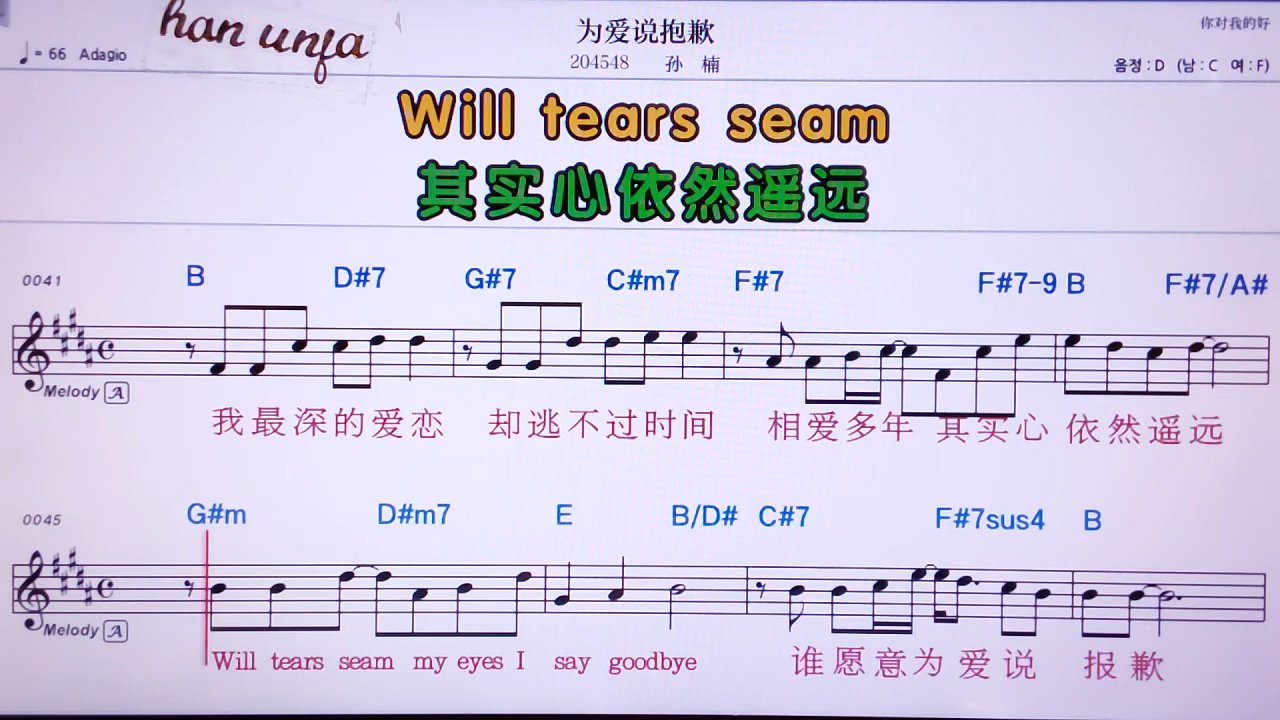 han unfa
♩= 66 Adagio
为爱说抱歉
你对我的好
204548 孙 楠
음정 : D (남 : C 여 : F)
Will tears seam
其实心依然遥远
0041 B D#7 G#7 C#m7 F#7 F#7-9 B F#7/A#
Melody A
我最深的爱恋 却逃不过时间 相爱多年 其实心 依然遥远
0045 G#m D#m7 E B/D# C#7 F#7sus4 B
Melody A
Will tears seam my eyes I say goodbye 谁愿意为 爱说 报歉